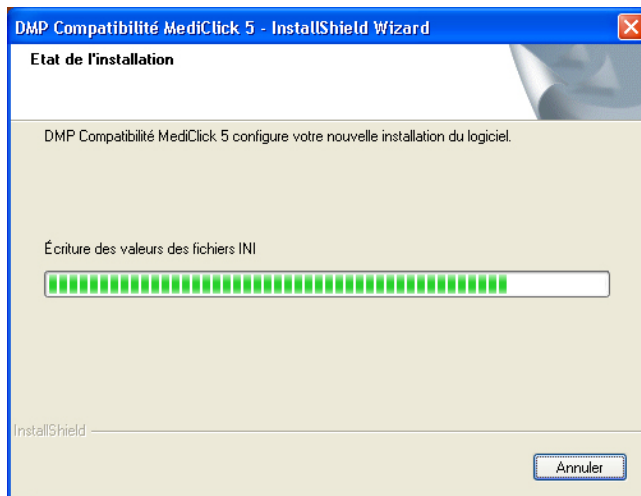 DMP Compatibilité MediClick 5 - InstallShield Wizard
Etat de l'installation
DMP Compatibilité MediClick 5 configure votre nouvelle installation du logiciel.
Écriture des valeurs des fichiers INI
InstallShield
Annuler